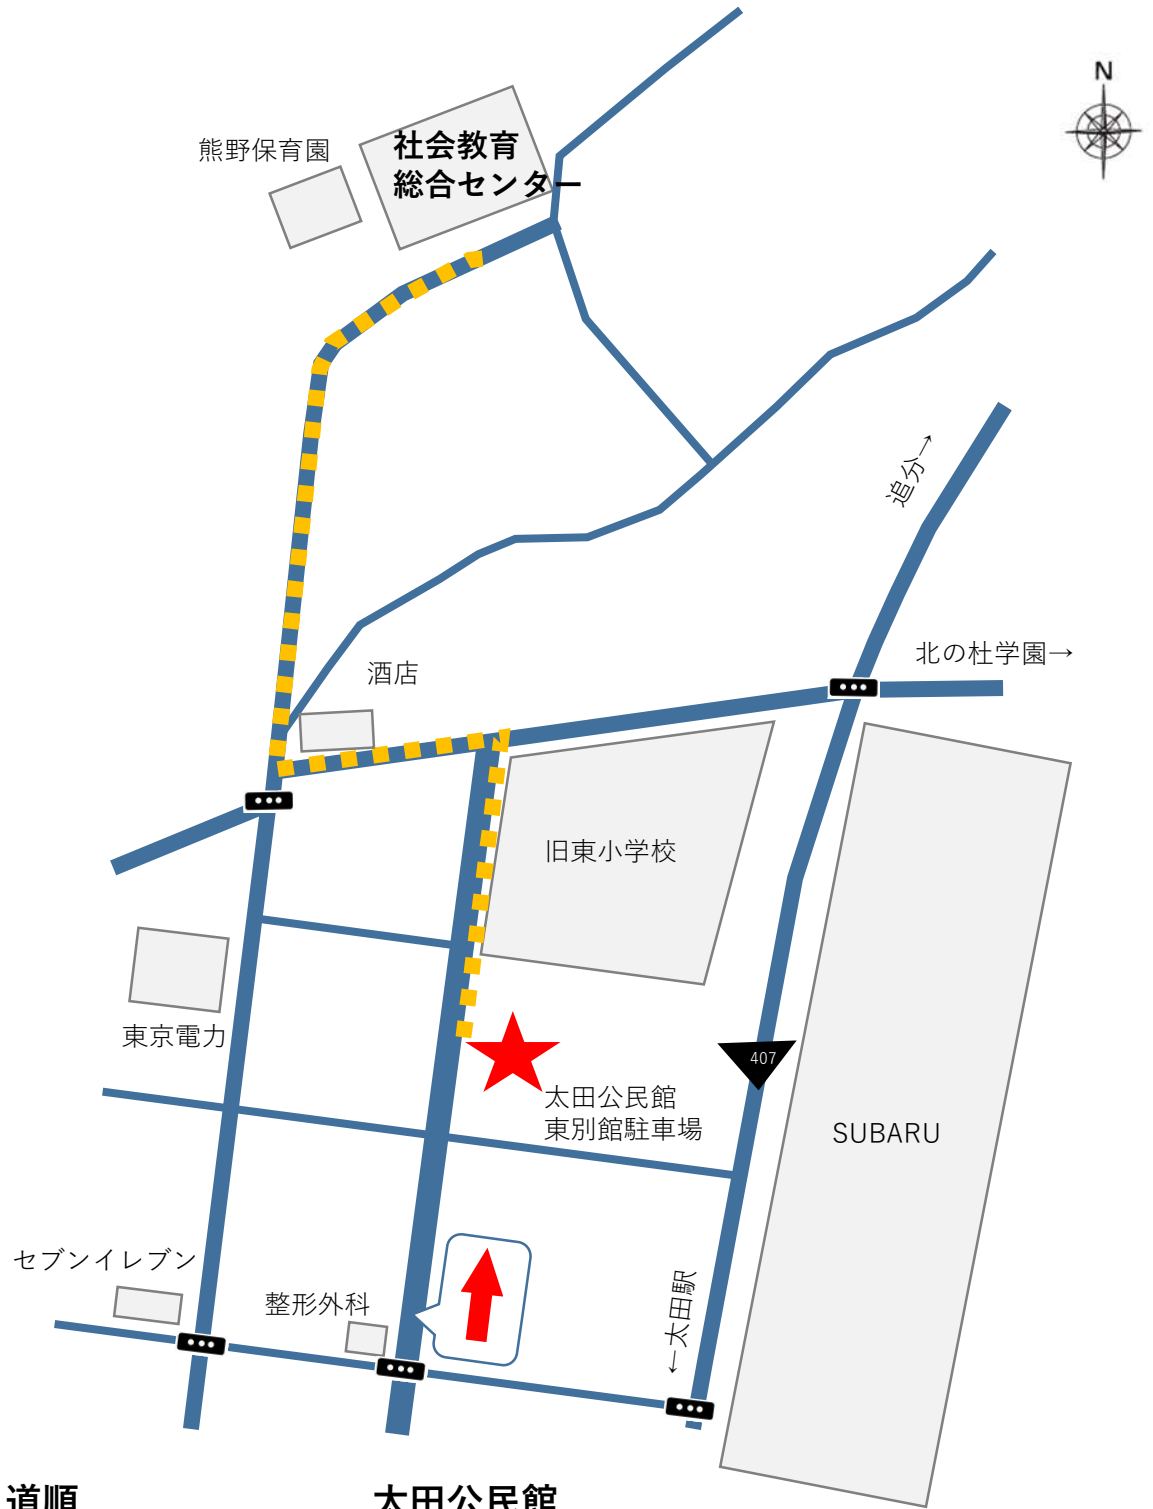 N
熊野保育園
社会教育
総合センター
追分→
北の杜学園→
酒店
旧東小学校
東京電力
407
太田公民館
東別館駐車場
SUBARU
セブンイレブン
整形外科
←太田駅
道順
太田公民館